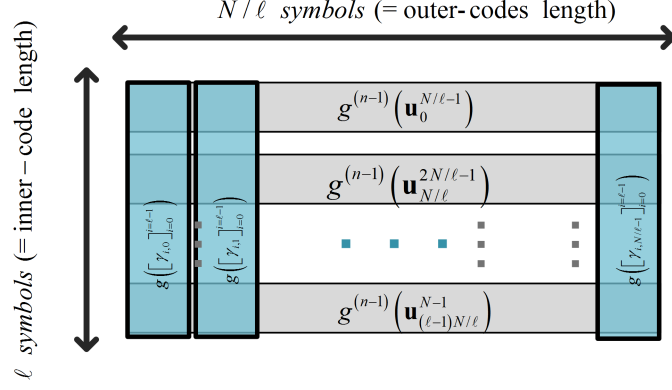 N/ℓ symbols (= outer-codes length)
ℓ symbols (= inner−code length)
g^(n−1)(u_0^{N/ℓ−1})
g^(n−1)(u_{N/ℓ}^{2N/ℓ−1})
g^(n−1)(u_{(ℓ−1)N/ℓ}^{N−1})
g([γ_{i,0}]_{i=0}^{i=ℓ−1})
g([γ_{i,1}]_{i=0}^{i=ℓ−1})
g([γ_{i,N/ℓ−1}]_{i=0}^{i=ℓ−1})